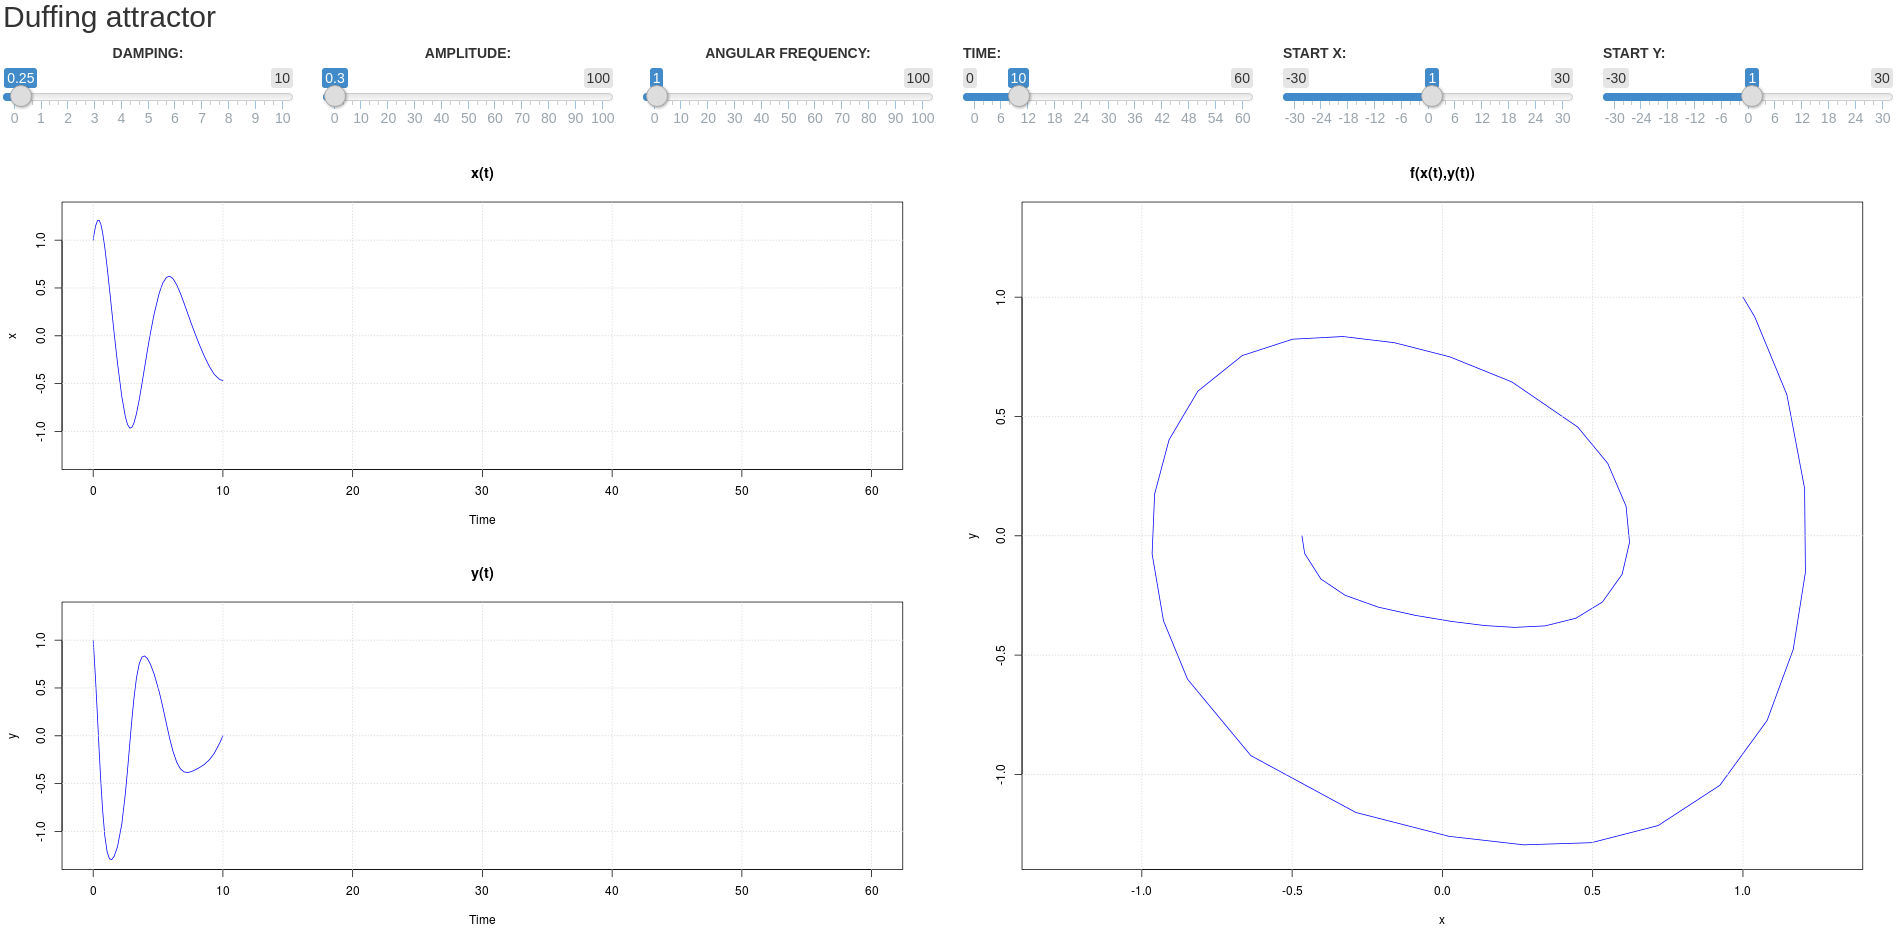 Duffing attractor
DAMPING: AMPLITUDE: ANGULAR FREQUENCY: TIME: START X: START Y:
0.25 10 0.3 100 1 100 0 10 60 -30 1 30 -30 1 30
0 1 2 3 4 5 6 7 8 9 10 0 10 20 30 40 50 60 70 80 90 100 0 10 20 30 40 50 60 70 80 90 100 0 6 12 18 24 30 36 42 48 54 60 -30 -24 -18 -12 -6 0 6 12 18 24 30 -30 -24 -18 -12 -6 0 6 12 18 24 30
x(t)
x
1.0
0.5
0.0
-0.5
-1.0
0 10 20 30 40 50 60
Time
y(t)
y
1.0
0.5
0.0
-0.5
-1.0
0 10 20 30 40 50 60
Time
f(x(t),y(t))
y
1.0
0.5
0.0
-0.5
-1.0
-1.0 -0.5 0.0 0.5 1.0
x